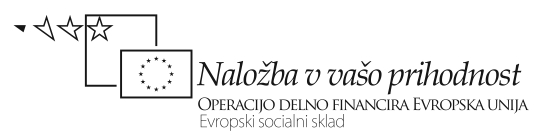 Naložba v vašo prihodnost
OPERACIJO DELNO FINANCIRA EVROPSKA UNIJA
Evropski socialni sklad